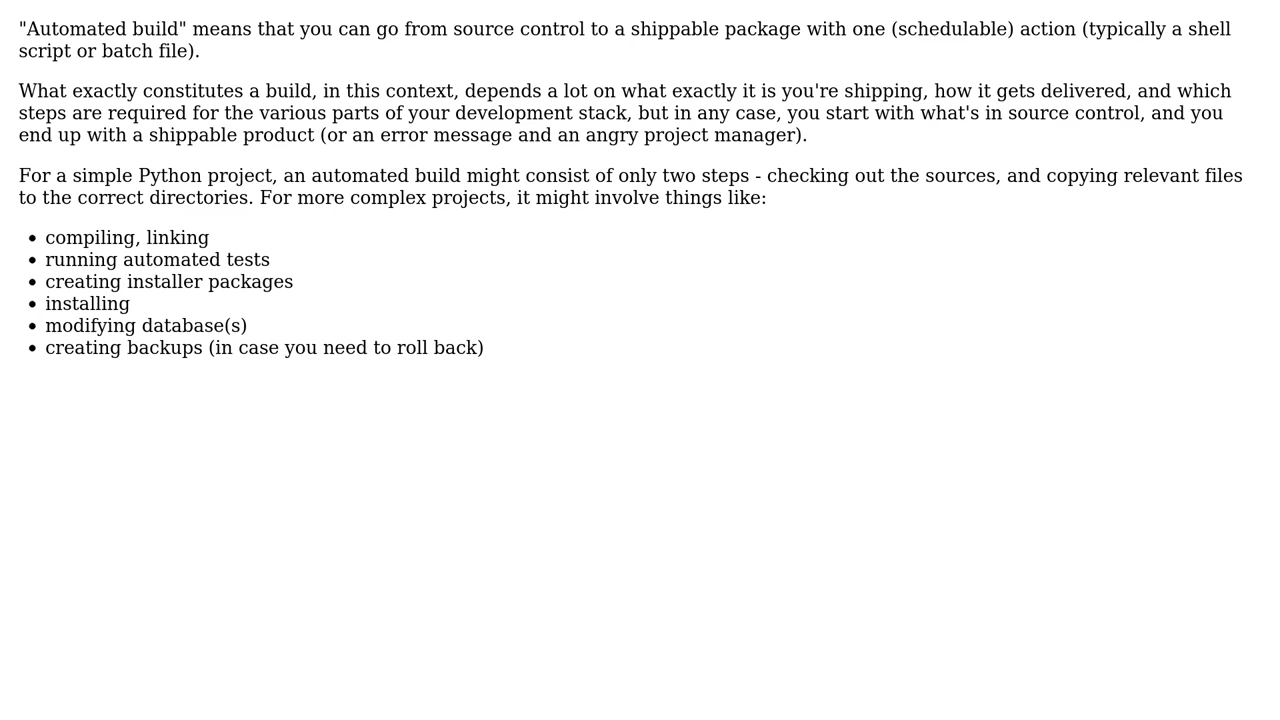 "Automated build" means that you can go from source control to a shippable package with one (schedulable) action (typically a shell
script or batch file).
What exactly constitutes a build, in this context, depends a lot on what exactly it is you're shipping, how it gets delivered, and which
steps are required for the various parts of your development stack, but in any case, you start with what's in source control, and you
end up with a shippable product (or an error message and an angry project manager).
For a simple Python project, an automated build might consist of only two steps - checking out the sources, and copying relevant files
to the correct directories. For more complex projects, it might involve things like:
• compiling, linking
• running automated tests
• creating installer packages
• installing
• modifying database(s)
• creating backups (in case you need to roll back)